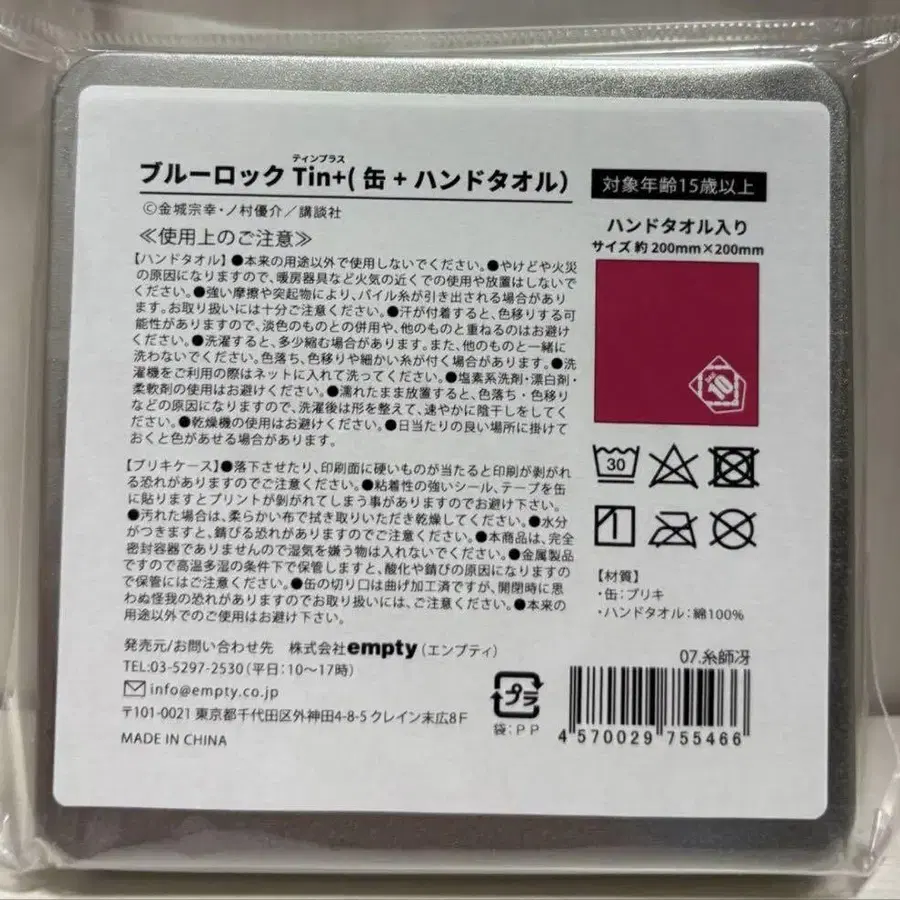 ティンプラス
ブルーロック Tin+( 缶 + ハンドタオル)
©金城宗幸・ノ村優介／講談社
≪使用上のご注意≫
【ハンドタオル】●本来の用途以外で使用しないでください。●やけどや火災
の原因になりますので、暖房器具など火気の近くでの使用や放置はしないで
ください。●強い摩擦や突起物により、パイル糸が引き出される場合があり
ます。お取り扱いには十分ご注意ください。●汗が付着すると、色移りする可
能性がありますので、淡色のものとの併用や、他のものと重ねるのはお避け
ください。●洗濯すると、多少縮む場合があります。また、他のものと一緒に
洗わないでください。色落ち、色移りや細かい糸が付く場合があります。●洗
濯機をご利用の際はネットに入れて洗ってください。●塩素系洗剤・漂白剤・
柔軟剤の使用はお避けください。●濡れたまま放置すると、色落ち・色移り
などの原因になりますので、洗濯後は形を整えて、速やかに陰干しをしてく
ださい。●乾燥機の使用はお避けください。●日当たりの良い場所に掛けて
おくと色があせる場合があります。
【ブリキケース】●落下させたり、印刷面に硬いものが当たると印刷が剥がれ
る恐れがありますのでご注意ください。●粘着性の強いシール、テープを缶
に貼りますとプリントが剥がれてしまう事がありますのでお避け下さい。
●汚れた場合は、柔らかい布で拭き取りいただき乾燥してください。●水分
がつきますと、錆びる恐れがありますのでご注意ください。●本商品は、完全
密封容器でありませんので湿気を嫌う物は入れないでください。●金属製品
ですので高温多湿の条件下で保管しますと、酸化や錆びの原因になりますの
で保管にはご注意ください。●缶の切り口は曲げ加工済ですが、開閉時に思
わぬ怪我の恐れがありますのでお取り扱いには、ご注意ください。●本来の
用途以外でのご使用はお避け下さい。
発売元/お問い合わせ先 株式会社empty(エンプティ)
TEL:03-5297-2530(平日:10〜17時)
info@empty.co.jp
〒101-0021 東京都千代田区外神田4-8-5 クレイン末広8F
MADE IN CHINA
対象年齢15歳以上
ハンドタオル入り
サイズ 約 200mm×200mm
10
30
【材質】
・缶：ブリキ
・ハンドタオル：綿100%
07.糸師冴
プラ
袋：PP
4 570029 755466